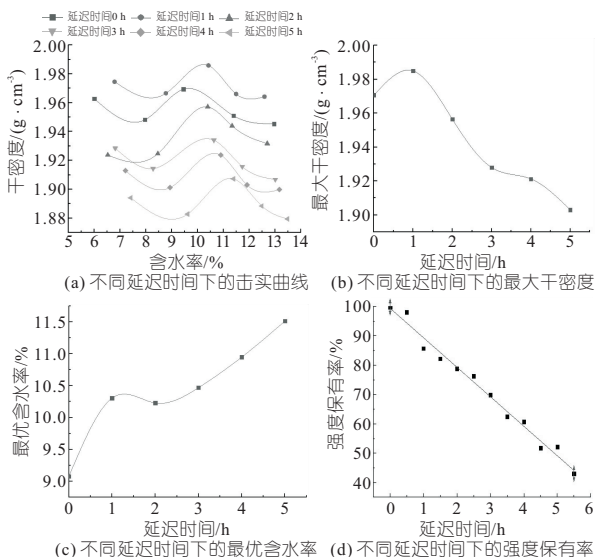 延迟时间0 h 延迟时间1 h 延迟时间2 h
延迟时间3 h 延迟时间4 h 延迟时间5 h
干密度/(g · cm⁻³)
2.00
1.98
1.96
1.94
1.92
1.90
1.88
5 6 7 8 9 10 11 12 13 14
含水率/%
(a) 不同延迟时间下的击实曲线
最大干密度/(g · cm⁻³)
2.00
1.98
1.96
1.94
1.92
1.90
0 1 2 3 4 5
延迟时间/h
(b) 不同延迟时间下的最大干密度
最优含水率/%
11.5
11.0
10.5
10.0
9.5
9.0
0 1 2 3 4 5
延迟时间/h
(c) 不同延迟时间下的最优含水率
强度保有率/%
100
90
80
70
60
50
40
0 1 2 3 4 5 6
延迟时间/h
(d) 不同延迟时间下的强度保有率